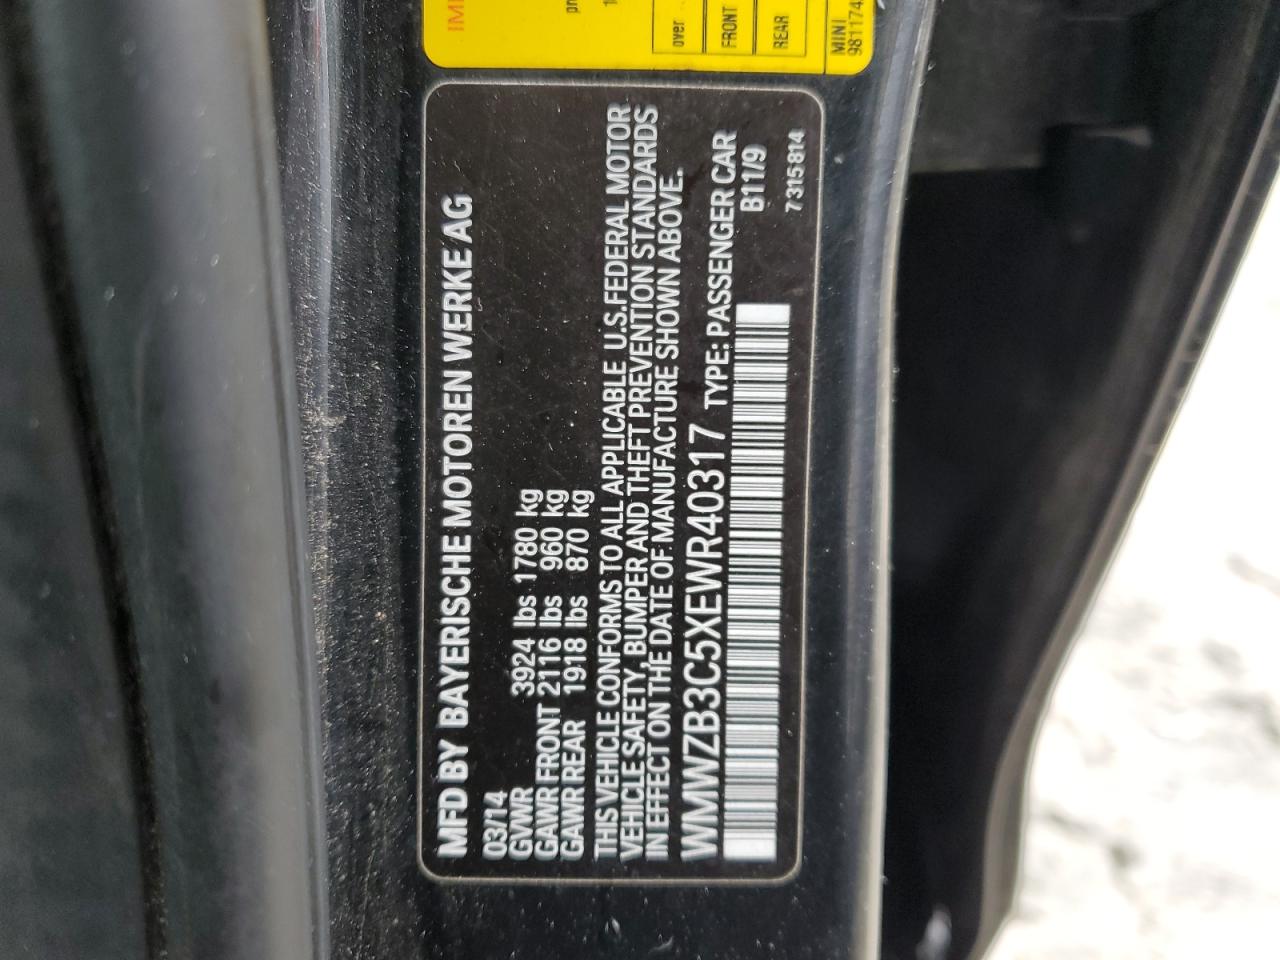 MFD BY BAYERISCHE MOTOREN WERKE AG
03/14
GVWR 3924 lbs 1780 kg
GAWR FRONT 2116 lbs 960 kg
GAWR REAR 1918 lbs 870 kg
THIS VEHICLE CONFORMS TO ALL APPLICABLE U.S.FEDERAL MOTOR
VEHICLE SAFETY, BUMPER AND THEFT PREVENTION STANDARDS
IN EFFECT ON THE DATE OF MANUFACTURE SHOWN ABOVE.
WMWZB3C5XEWR40317 TYPE: PASSENGER CAR
B11/9
7 315 814
over
FRONT
REAR
MINI